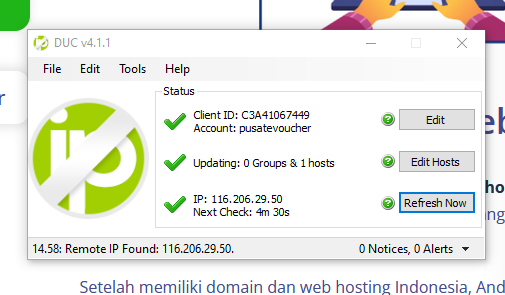 DUC v4.1.1
File Edit Tools Help
Status
Client ID: C3A41067449
Account: pusatevoucher
Edit
Updating: 0 Groups & 1 hosts
Edit Hosts
IP: 116.206.29.50
Next Check: 4m 30s
Refresh Now
14.58: Remote IP Found: 116.206.29.50.
0 Notices, 0 Alerts
Setelah memiliki domain dan web hosting Indonesia, And